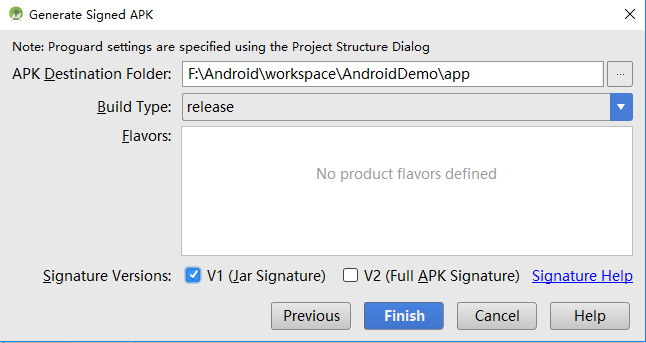 Generate Signed APK
Note: Proguard settings are specified using the Project Structure Dialog
APK Destination Folder: F:\Android\workspace\AndroidDemo\app ...
Build Type: release
Flavors:
No product flavors defined
Signature Versions: V1 (Jar Signature) V2 (Full APK Signature) Signature Help
Previous Finish Cancel Help